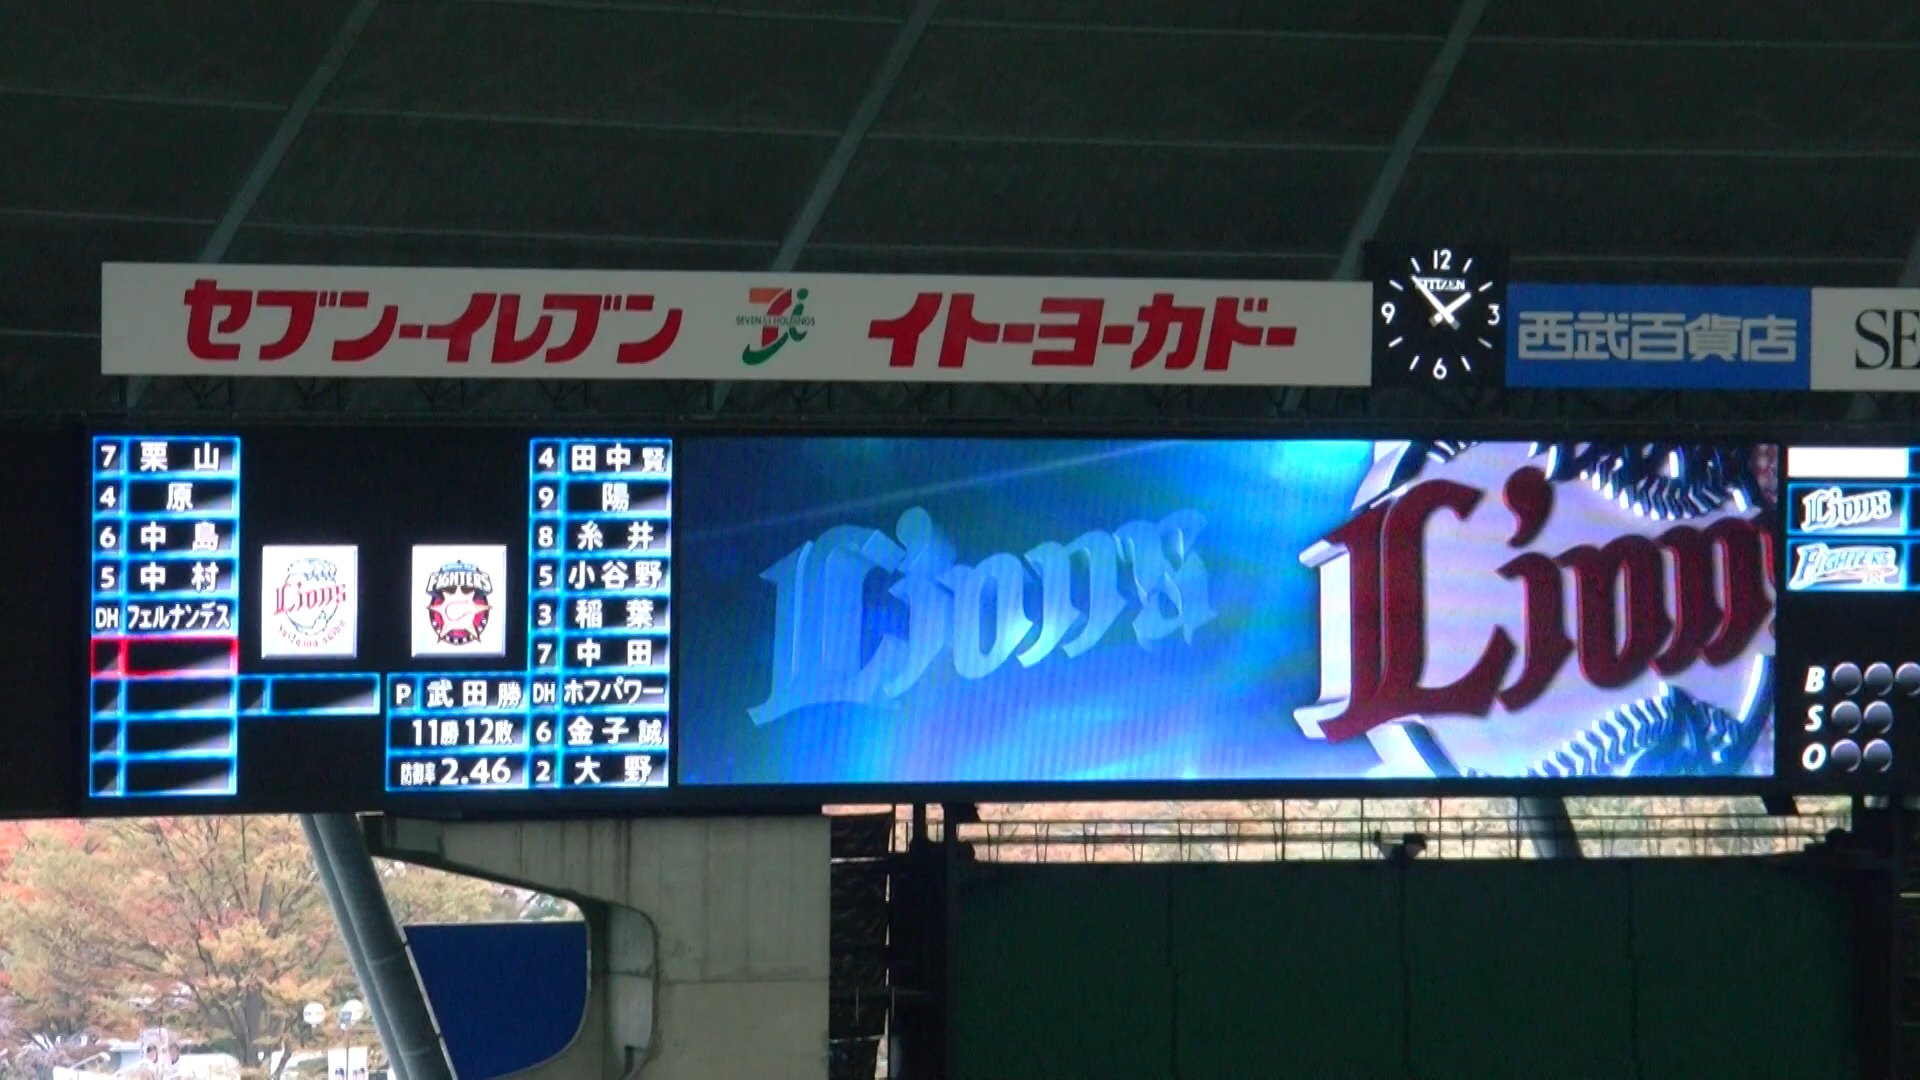 セブン-イレブン
SEVEN & i HOLDINGS
イトーヨーカドー
12
CITIZEN
9 3
6
西武百貨店
SE
7 栗山
4 原
6 中島
5 中村
DH フェルナンデス
Lions
FIGHTERS
4 田中賢
9 陽
8 糸井
5 小谷野
3 稲葉
7 中田
DH ホフパワー
6 金子誠
2 大野
P 武田勝
11勝12敗
防御率2.46
Lions
Lion
Lions
FIGHTERS
B
S
O